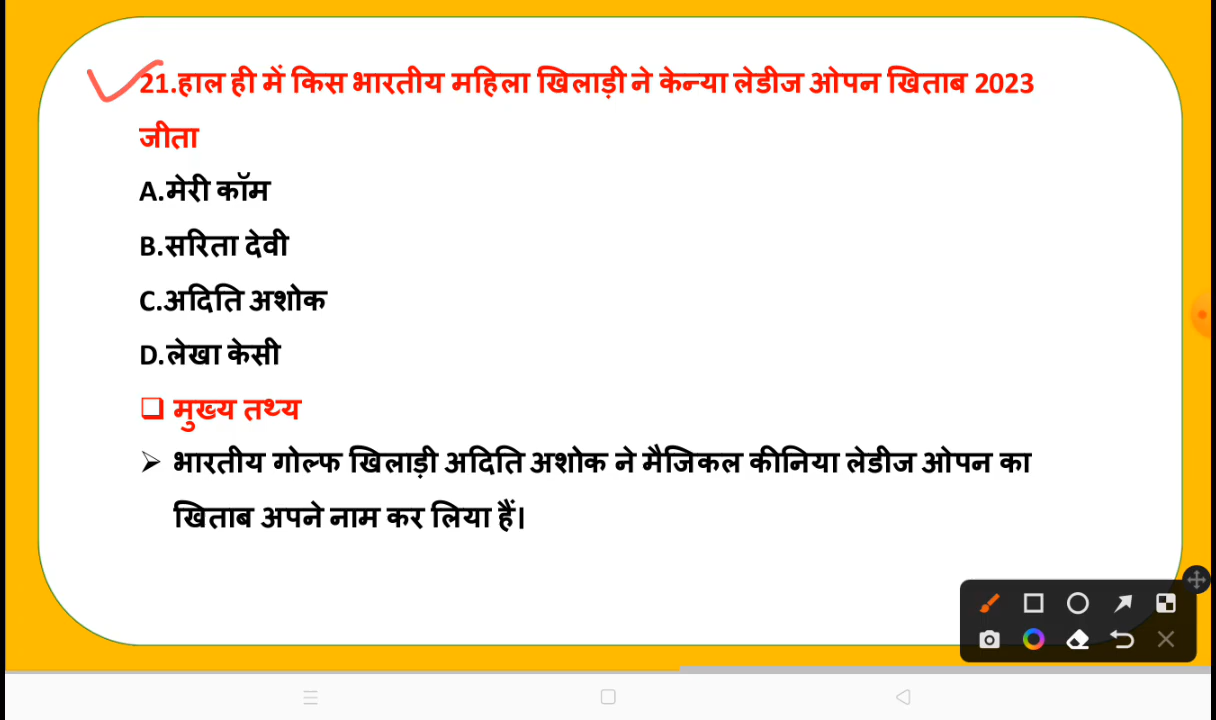 21.हाल ही में किस भारतीय महिला खिलाड़ी ने केन्या लेडीज ओपन खिताब 2023
जीता
A.मेरी कॉम
B.सरिता देवी
C.अदिति अशोक
D.लेखा केसी
❑ मुख्य तथ्य
➢ भारतीय गोल्फ खिलाड़ी अदिति अशोक ने मैजिकल कीनिया लेडीज ओपन का
खिताब अपने नाम कर लिया हैं।